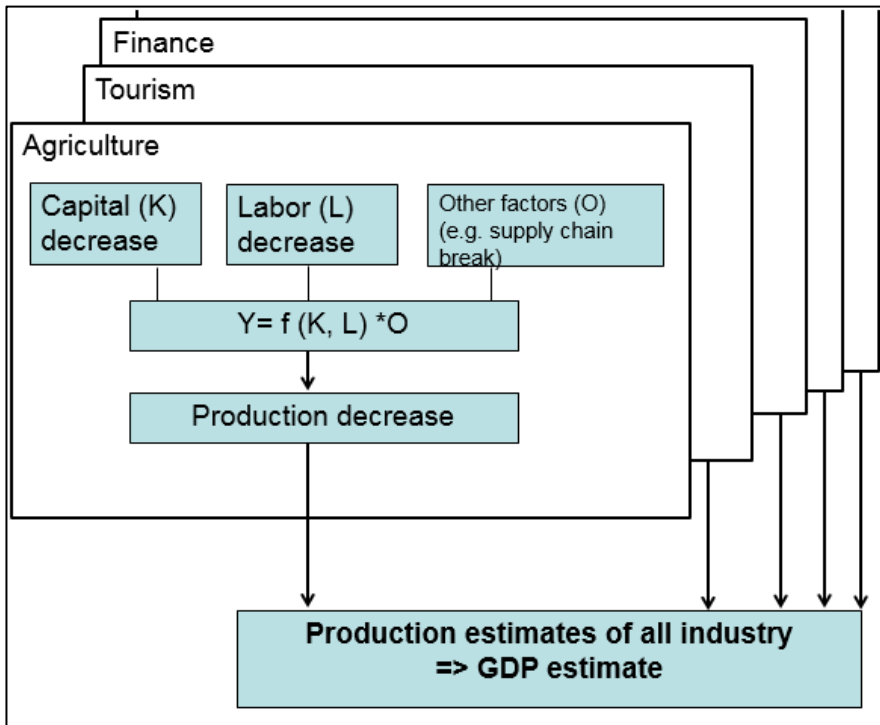 Finance
Tourism
Agriculture
Capital (K)
decrease
Labor (L)
decrease
Other factors (O)
(e.g. supply chain
break)
Y= f (K, L) *O
Production decrease
Production estimates of all industry
=> GDP estimate